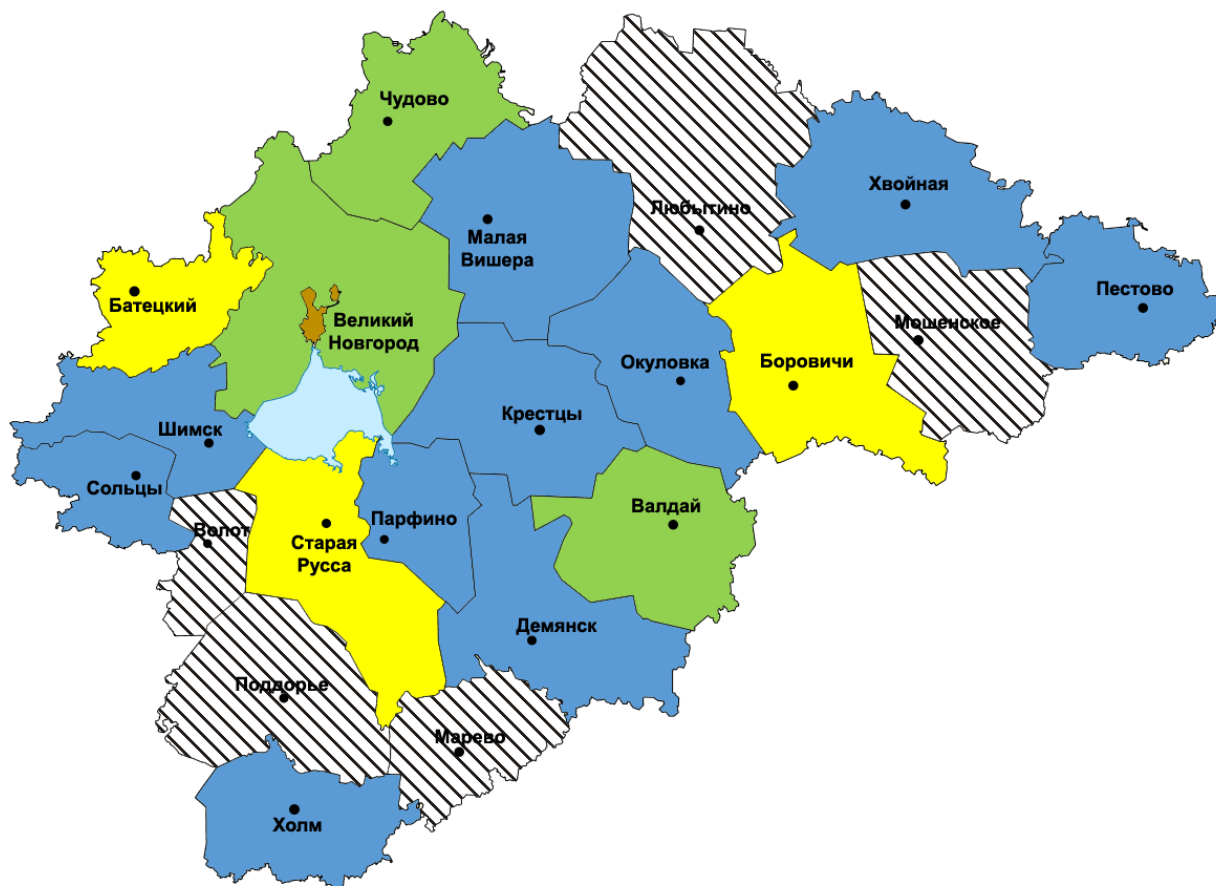 Чудово
Хвойная
Любытино
Малая
Вишера
Пестово
Батецкий
Великий
Новгород
Мошенское
Окуловка
Боровичи
Крестцы
Шимск
Сольцы
Валдай
Парфино
Волот
Старая
Русса
Демянск
Поддорье
Марево
Холм